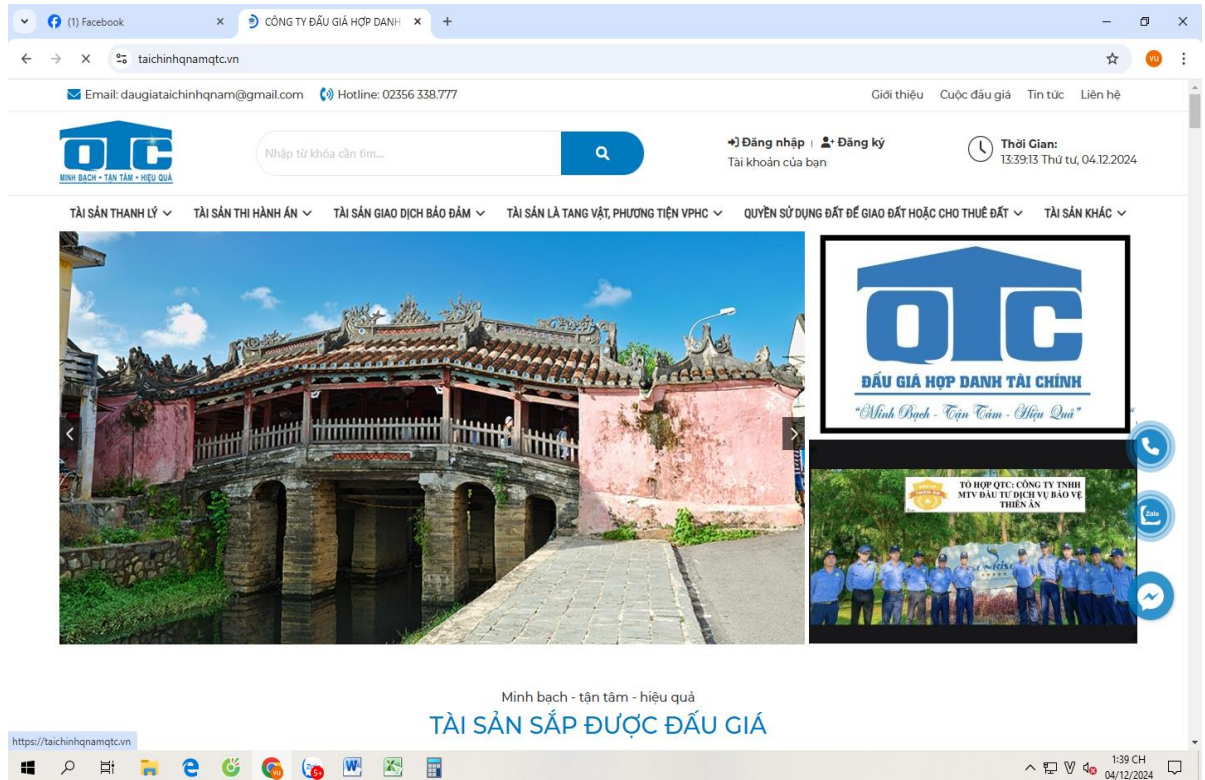 (1) Facebook
CÔNG TY ĐẤU GIÁ HỢP DANH
taichinhqnamqtc.vn
VU
Email: daugiataichinhqnam@gmail.com
Hotline: 02356 338.777
Giới thiệu Cuộc đấu giá Tin tức Liên hệ
QTC
MINH BẠCH - TẬN TÂM - HIỆU QUẢ
Nhập từ khóa cần tìm...
Đăng nhập | Đăng ký
Tài khoản của bạn
Thời Gian:
13:39:13 Thứ tư, 04.12.2024
TÀI SẢN THANH LÝ TÀI SẢN THI HÀNH ÁN TÀI SẢN GIAO DỊCH BẢO ĐẢM TÀI SẢN LÀ TANG VẬT, PHƯƠNG TIỆN VPHC QUYỀN SỬ DỤNG ĐẤT ĐỂ GIAO ĐẤT HOẶC CHO THUÊ ĐẤT TÀI SẢN KHÁC
QTC
ĐẤU GIÁ HỢP DANH TÀI CHÍNH
"Minh Bạch - Tận Tâm - Hiệu Quả"
TỔ HỢP QTC: CÔNG TY TNHH
MTV ĐẦU TƯ DỊCH VỤ BẢO VỆ
THIÊN ÂN
Zalo
Minh bạch - tận tâm - hiệu quả
TÀI SẢN SẮP ĐƯỢC ĐẤU GIÁ
https://taichinhqnamqtc.vn
5+
1:39 CH
04/12/2024